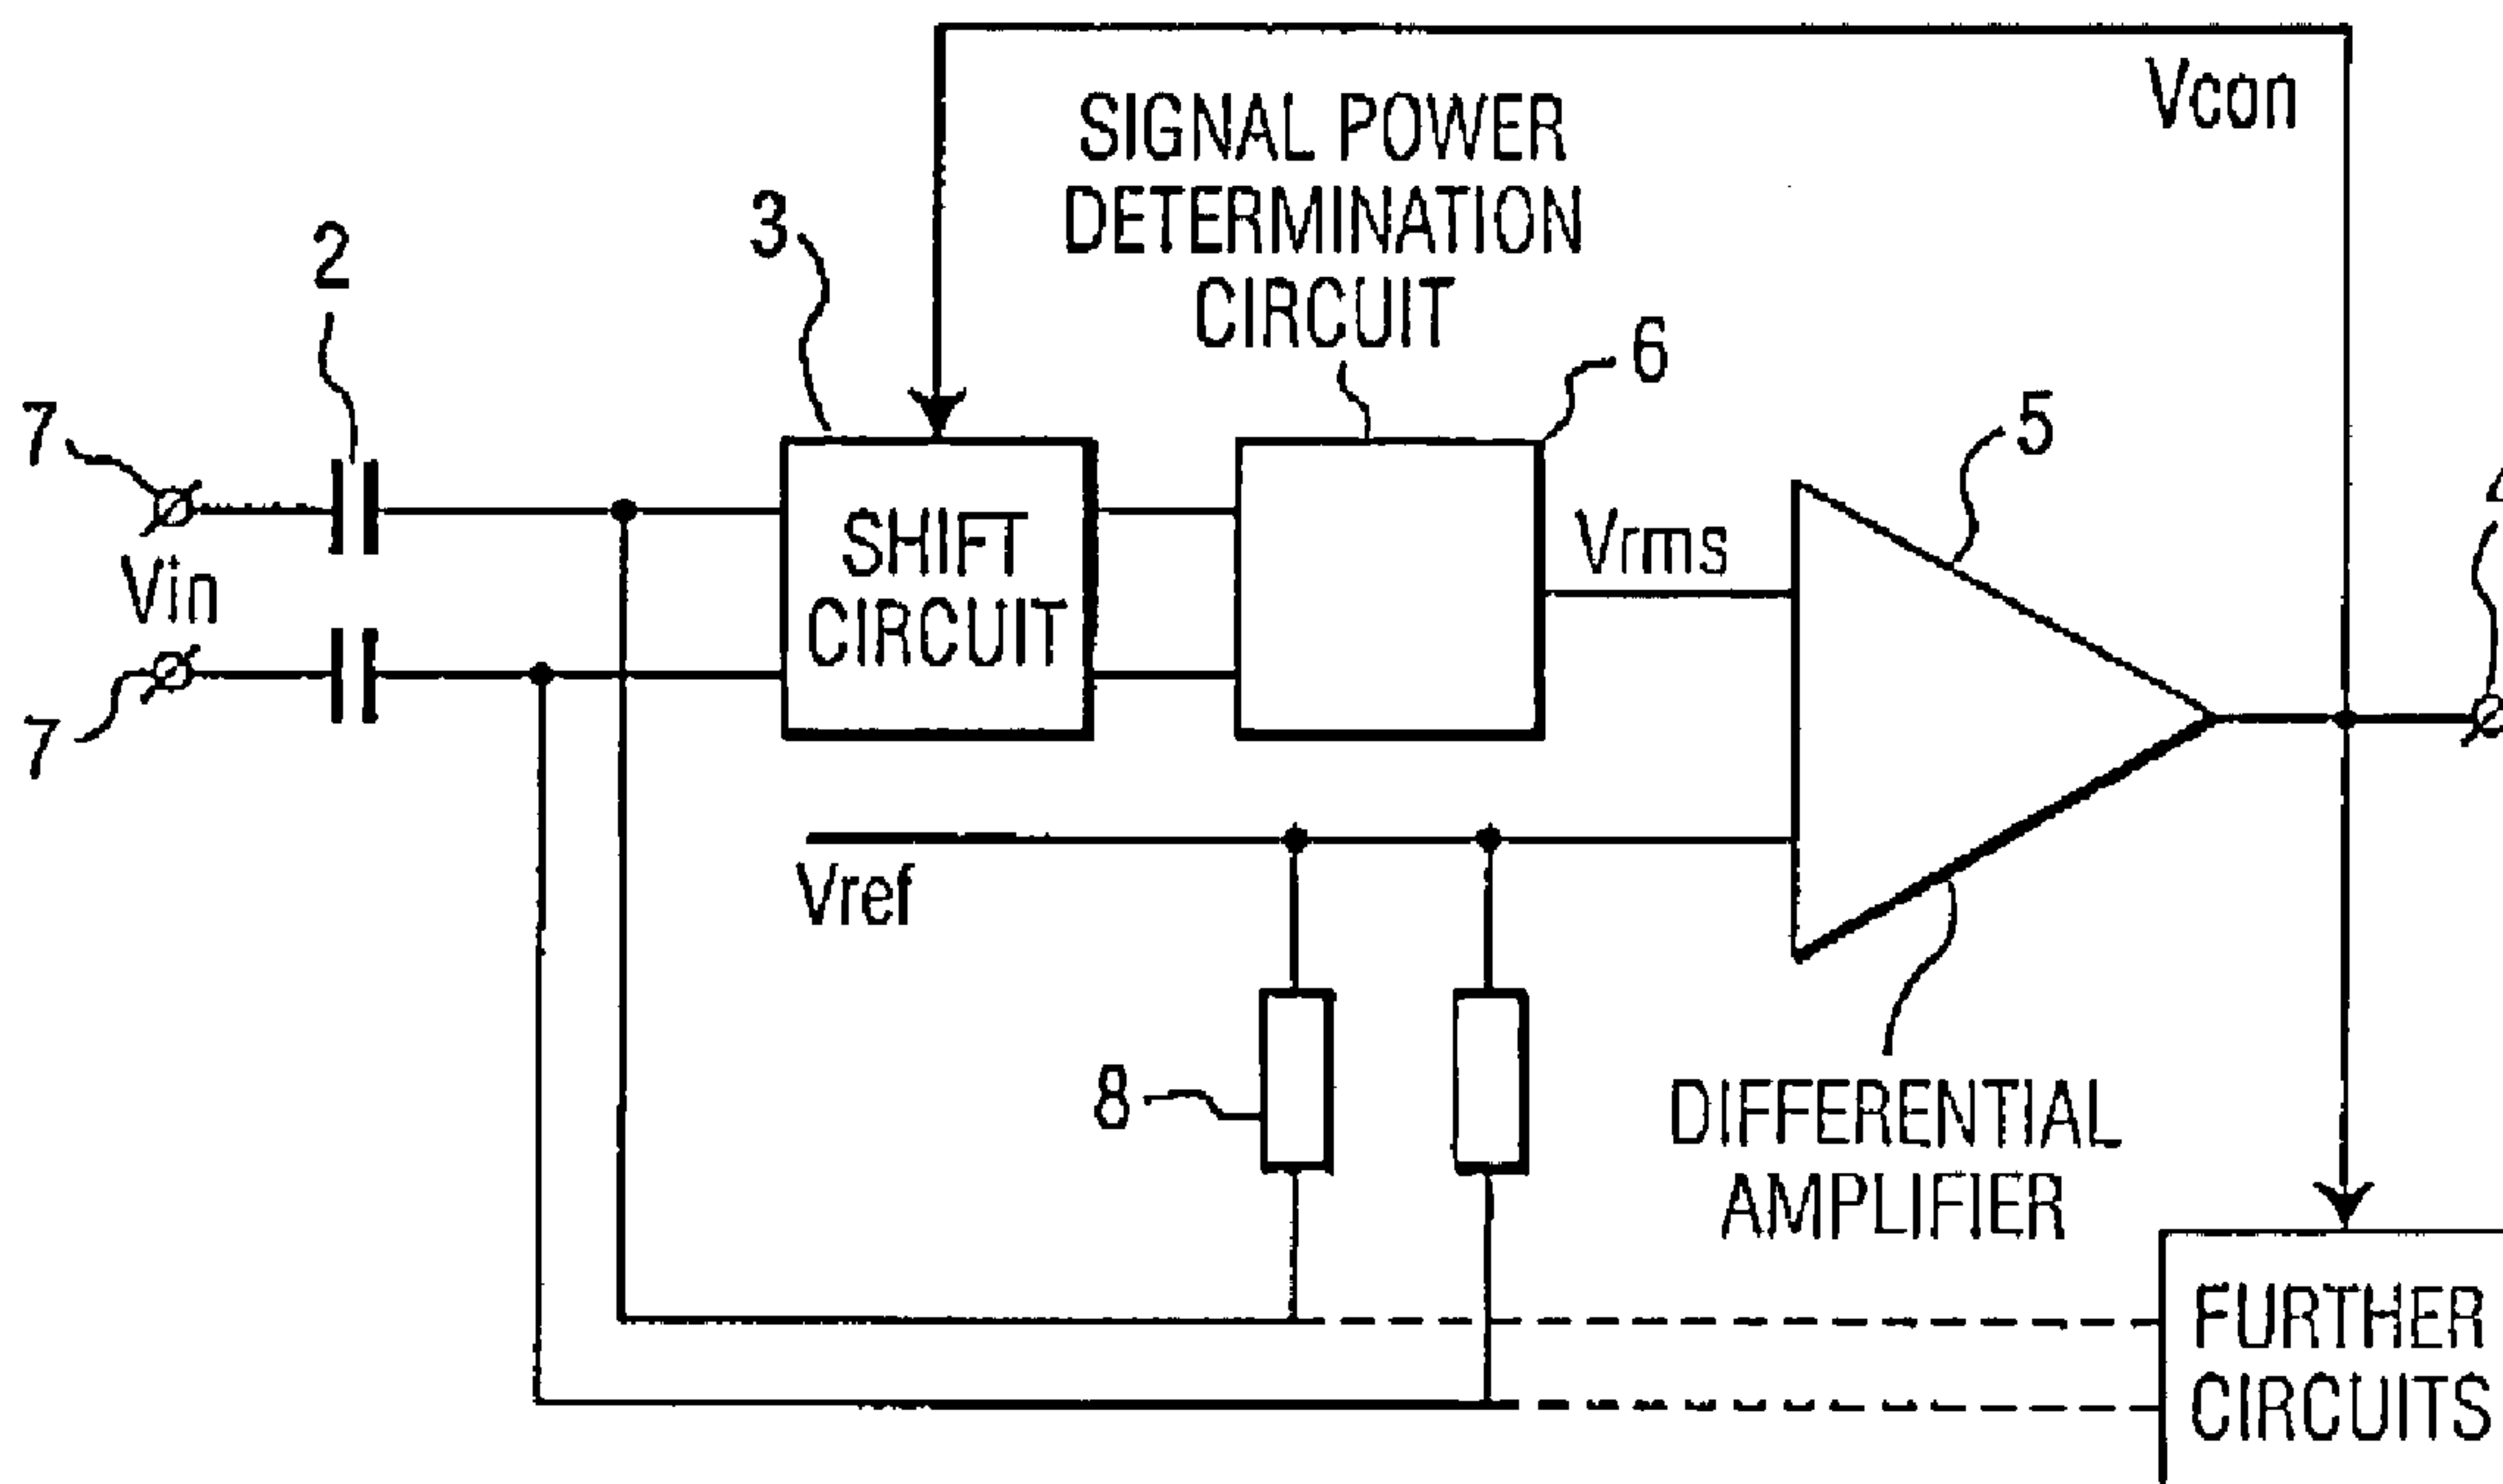 Vcon
SIGNAL POWER
DETERMINATION
CIRCUIT
3
2
6
5
7
Vin
7
SHIFT
CIRCUIT
Vrms
Vref
8
DIFFERENTIAL
AMPLIFIER
FURTHER
CIRCUITS